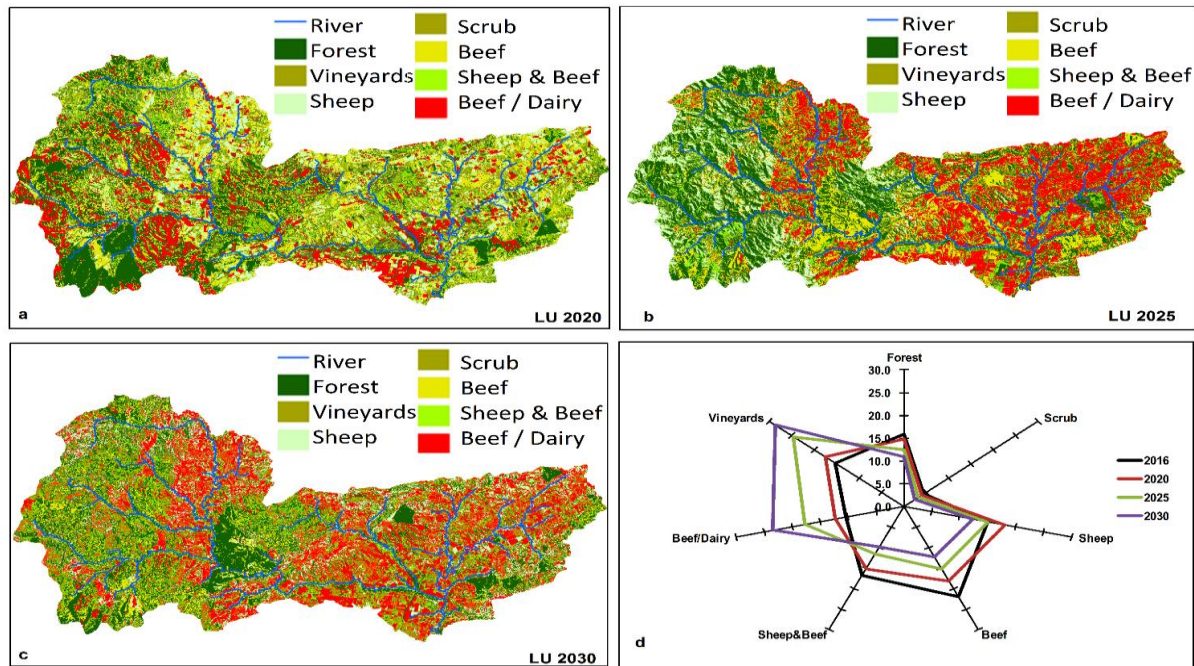 River
Forest
Vineyards
Sheep
Scrub
Beef
Sheep & Beef
Beef / Dairy
a
LU 2020
River
Forest
Vineyards
Sheep
Scrub
Beef
Sheep & Beef
Beef / Dairy
b
LU 2025
River
Forest
Vineyards
Sheep
Scrub
Beef
Sheep & Beef
Beef / Dairy
c
LU 2030
Forest
30.0
25.0
20.0
15.0
10.0
5.0
0.0
Vineyards
Scrub
Beef/Dairy
Sheep
Sheep&Beef
Beef
2016
2020
2025
2030
d